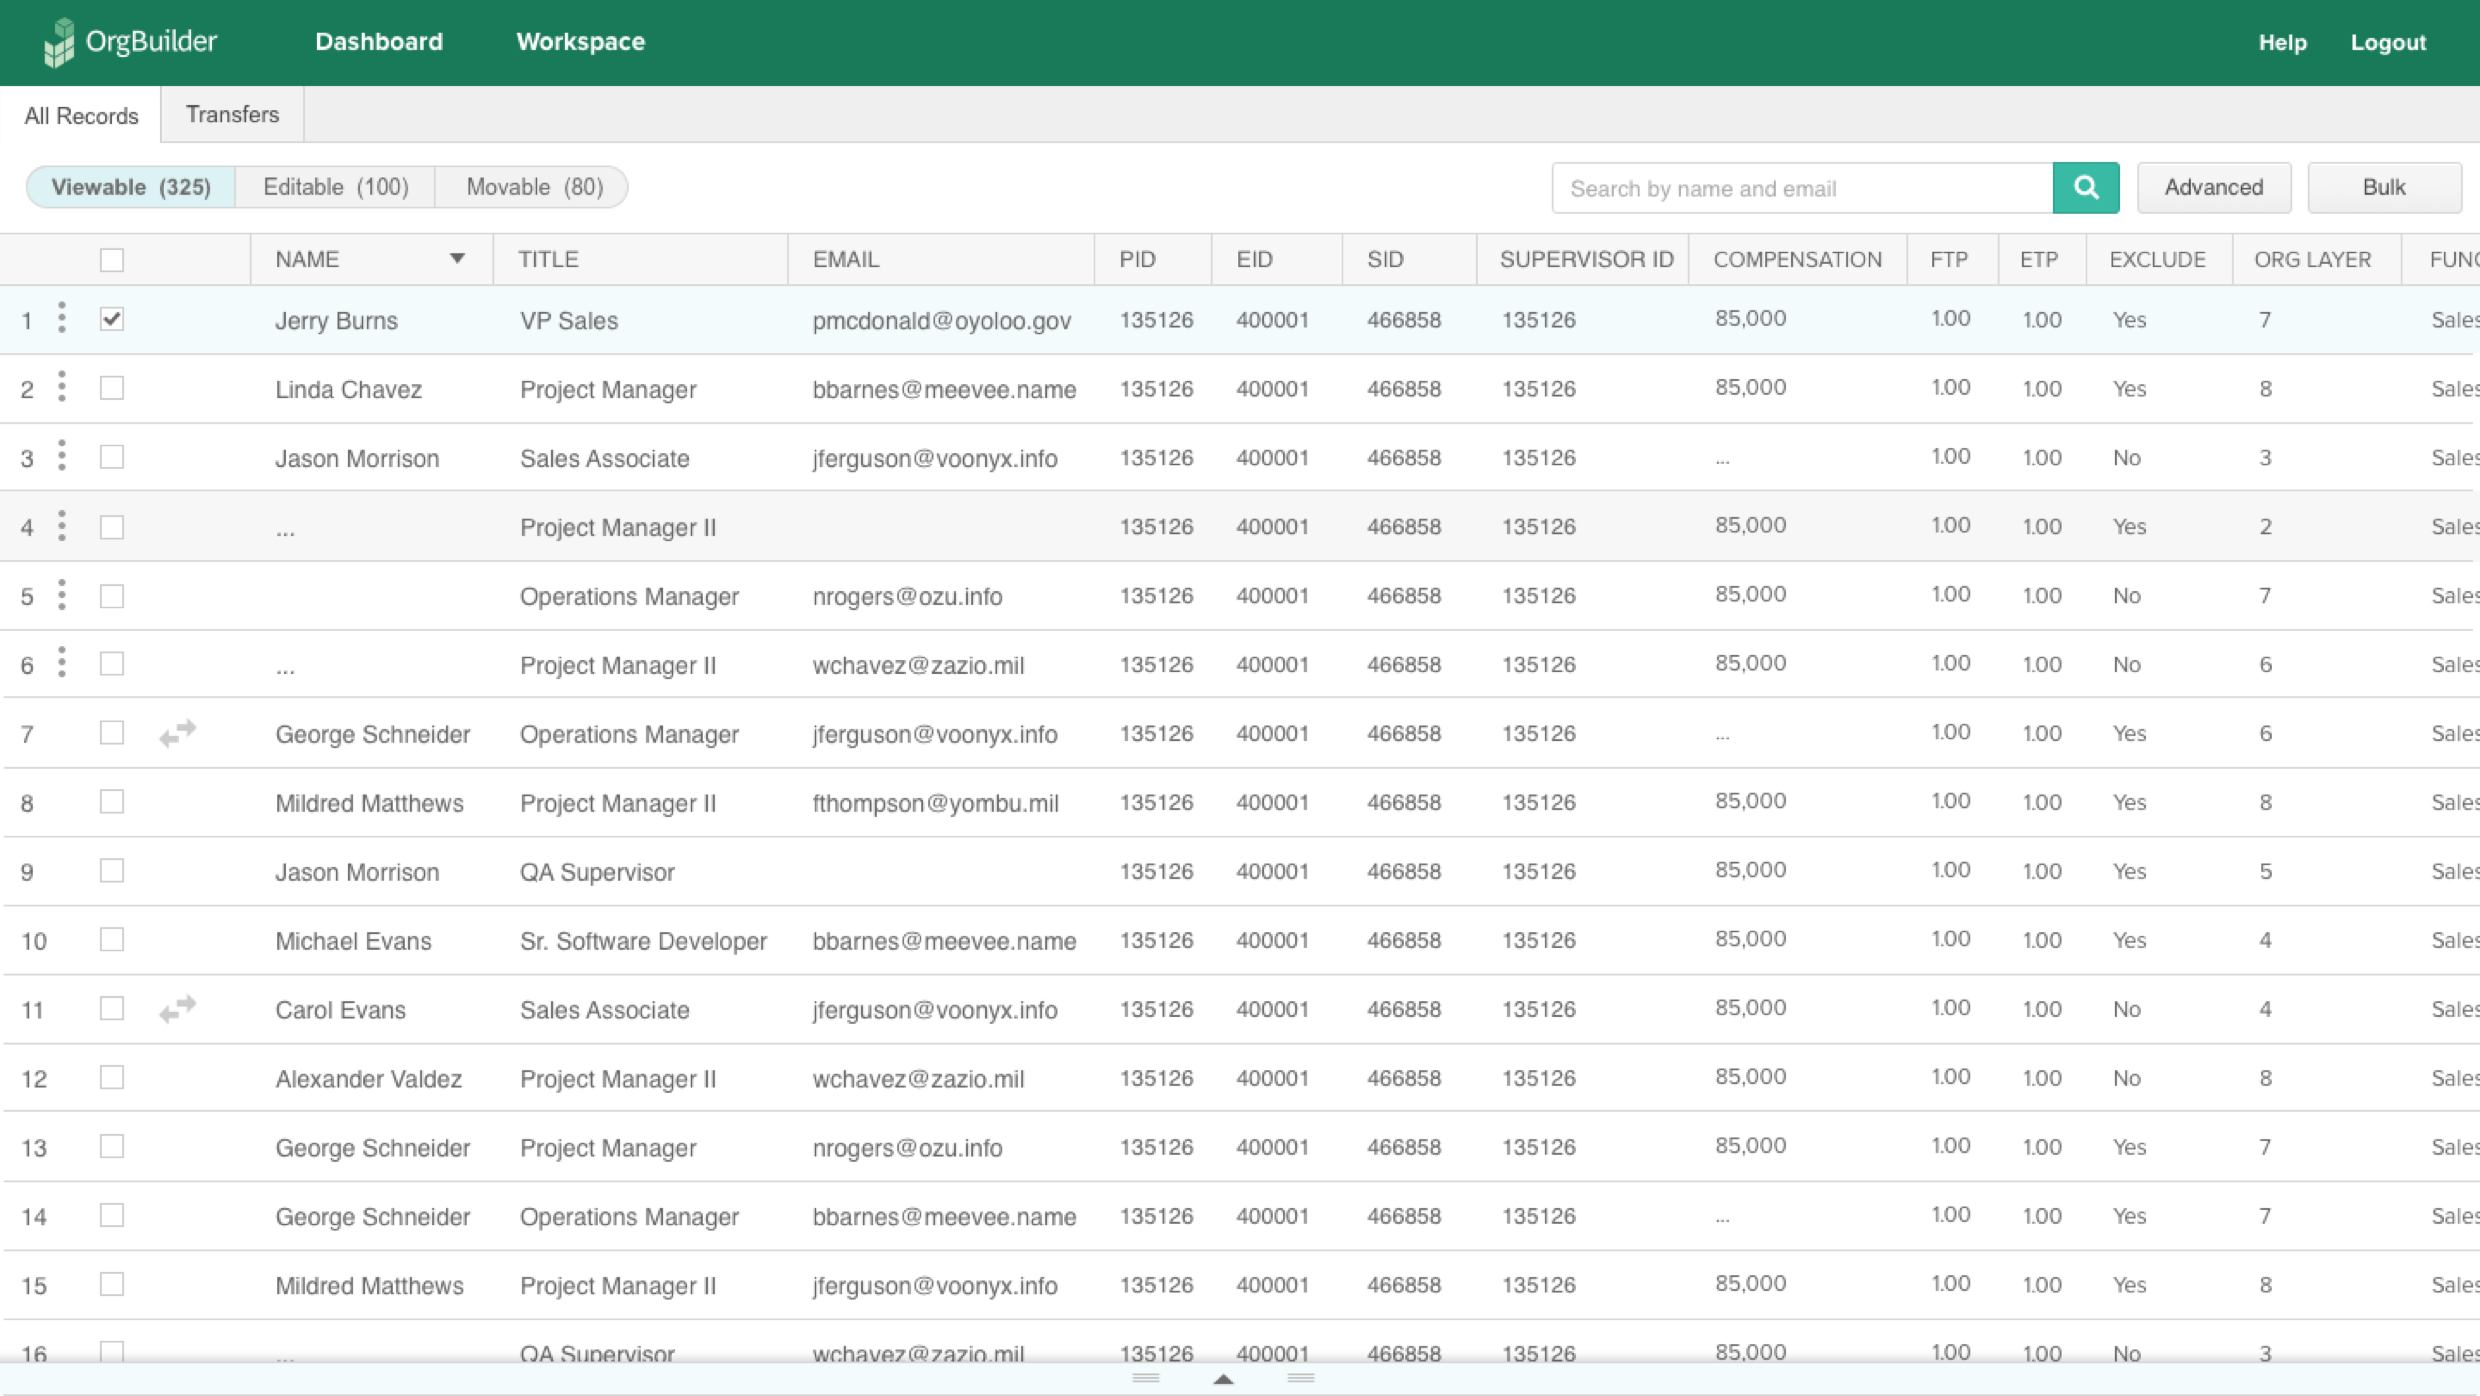 OrgBuilder Dashboard Workspace Help Logout
All Records Transfers
Viewable (325) Editable (100) Movable (80) Search by name and email Advanced Bulk
NAME TITLE EMAIL PID EID SID SUPERVISOR ID COMPENSATION FTP ETP EXCLUDE ORG LAYER FUNC
1 Jerry Burns VP Sales pmcdonald@oyoloo.gov 135126 400001 466858 135126 85,000 1.00 1.00 Yes 7 Sales
2 Linda Chavez Project Manager bbarnes@meevee.name 135126 400001 466858 135126 85,000 1.00 1.00 Yes 8 Sales
3 Jason Morrison Sales Associate jferguson@voonyx.info 135126 400001 466858 135126 ... 1.00 1.00 No 3 Sales
4 ... Project Manager II 135126 400001 466858 135126 85,000 1.00 1.00 Yes 2 Sales
5 Operations Manager nrogers@ozu.info 135126 400001 466858 135126 85,000 1.00 1.00 No 7 Sales
6 ... Project Manager II wchavez@zazio.mil 135126 400001 466858 135126 85,000 1.00 1.00 No 6 Sales
7 George Schneider Operations Manager jferguson@voonyx.info 135126 400001 466858 135126 ... 1.00 1.00 Yes 6 Sales
8 Mildred Matthews Project Manager II fthompson@yombu.mil 135126 400001 466858 135126 85,000 1.00 1.00 Yes 8 Sales
9 Jason Morrison QA Supervisor 135126 400001 466858 135126 85,000 1.00 1.00 Yes 5 Sales
10 Michael Evans Sr. Software Developer bbarnes@meevee.name 135126 400001 466858 135126 85,000 1.00 1.00 Yes 4 Sales
11 Carol Evans Sales Associate jferguson@voonyx.info 135126 400001 466858 135126 85,000 1.00 1.00 No 4 Sales
12 Alexander Valdez Project Manager II wchavez@zazio.mil 135126 400001 466858 135126 85,000 1.00 1.00 No 8 Sales
13 George Schneider Project Manager nrogers@ozu.info 135126 400001 466858 135126 85,000 1.00 1.00 Yes 7 Sales
14 George Schneider Operations Manager bbarnes@meevee.name 135126 400001 466858 135126 ... 1.00 1.00 Yes 7 Sales
15 Mildred Matthews Project Manager II jferguson@voonyx.info 135126 400001 466858 135126 85,000 1.00 1.00 Yes 8 Sales
16 ... QA Supervisor wchavez@zazio.mil 135126 400001 466858 135126 85,000 1.00 1.00 No 3 Sales